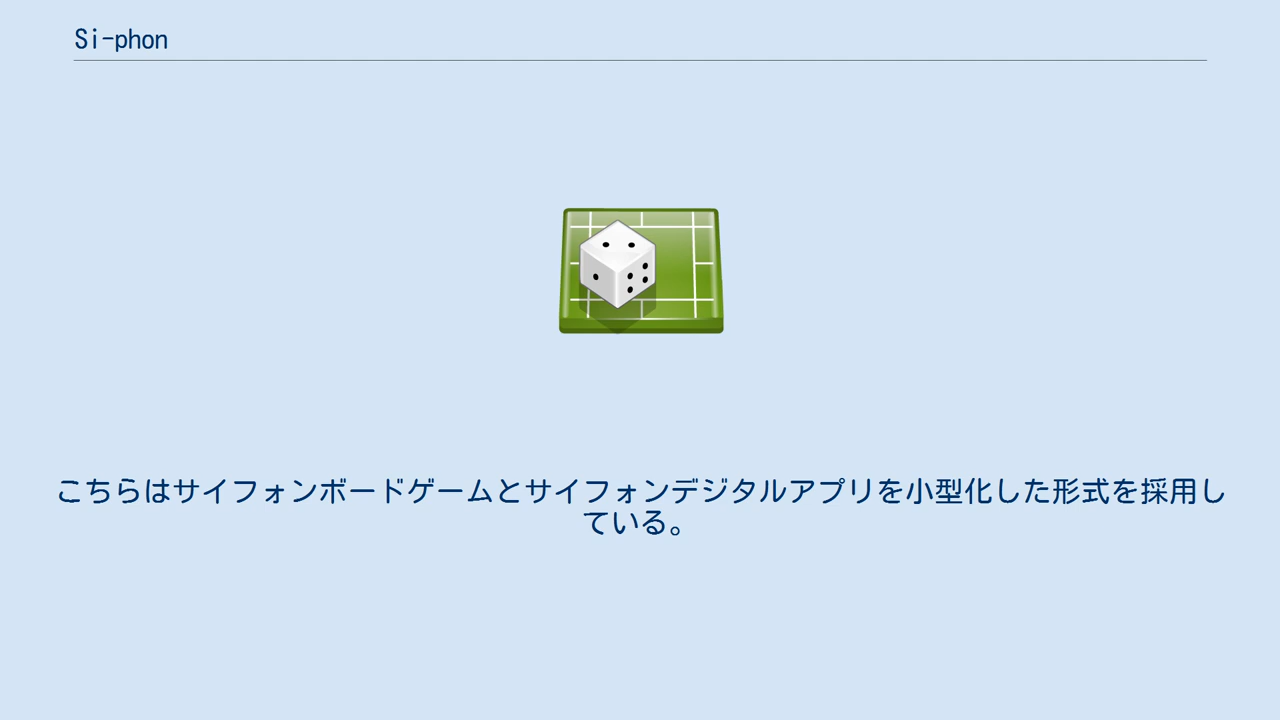 Si-phon
こちらはサイフォンボードゲームとサイフォンデジタルアプリを小型化した形式を採用し
ている。